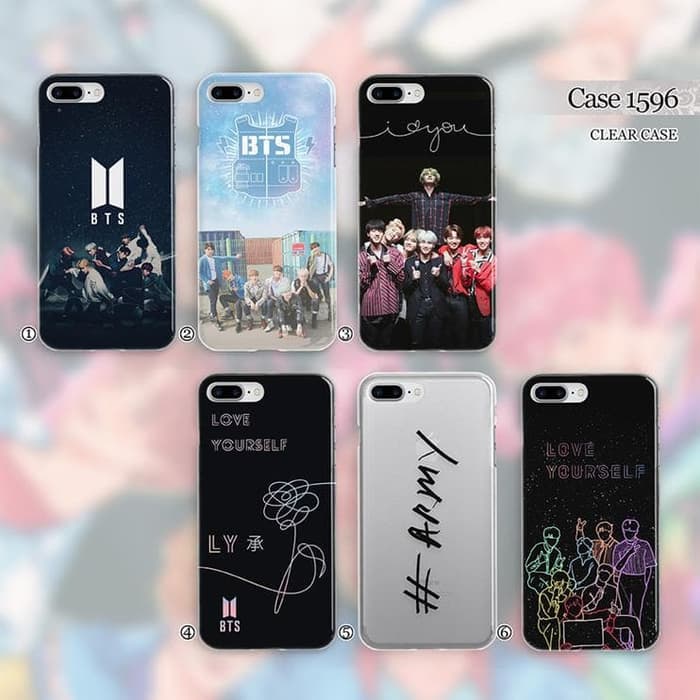 Case 1596
CLEAR CASE
BTS
①
BTS
②
i ♡ you
③
LOVE
YOURSELF
LY 承
BTS
④
# ARMY
⑤
LOVE
YOURSELF
⑥